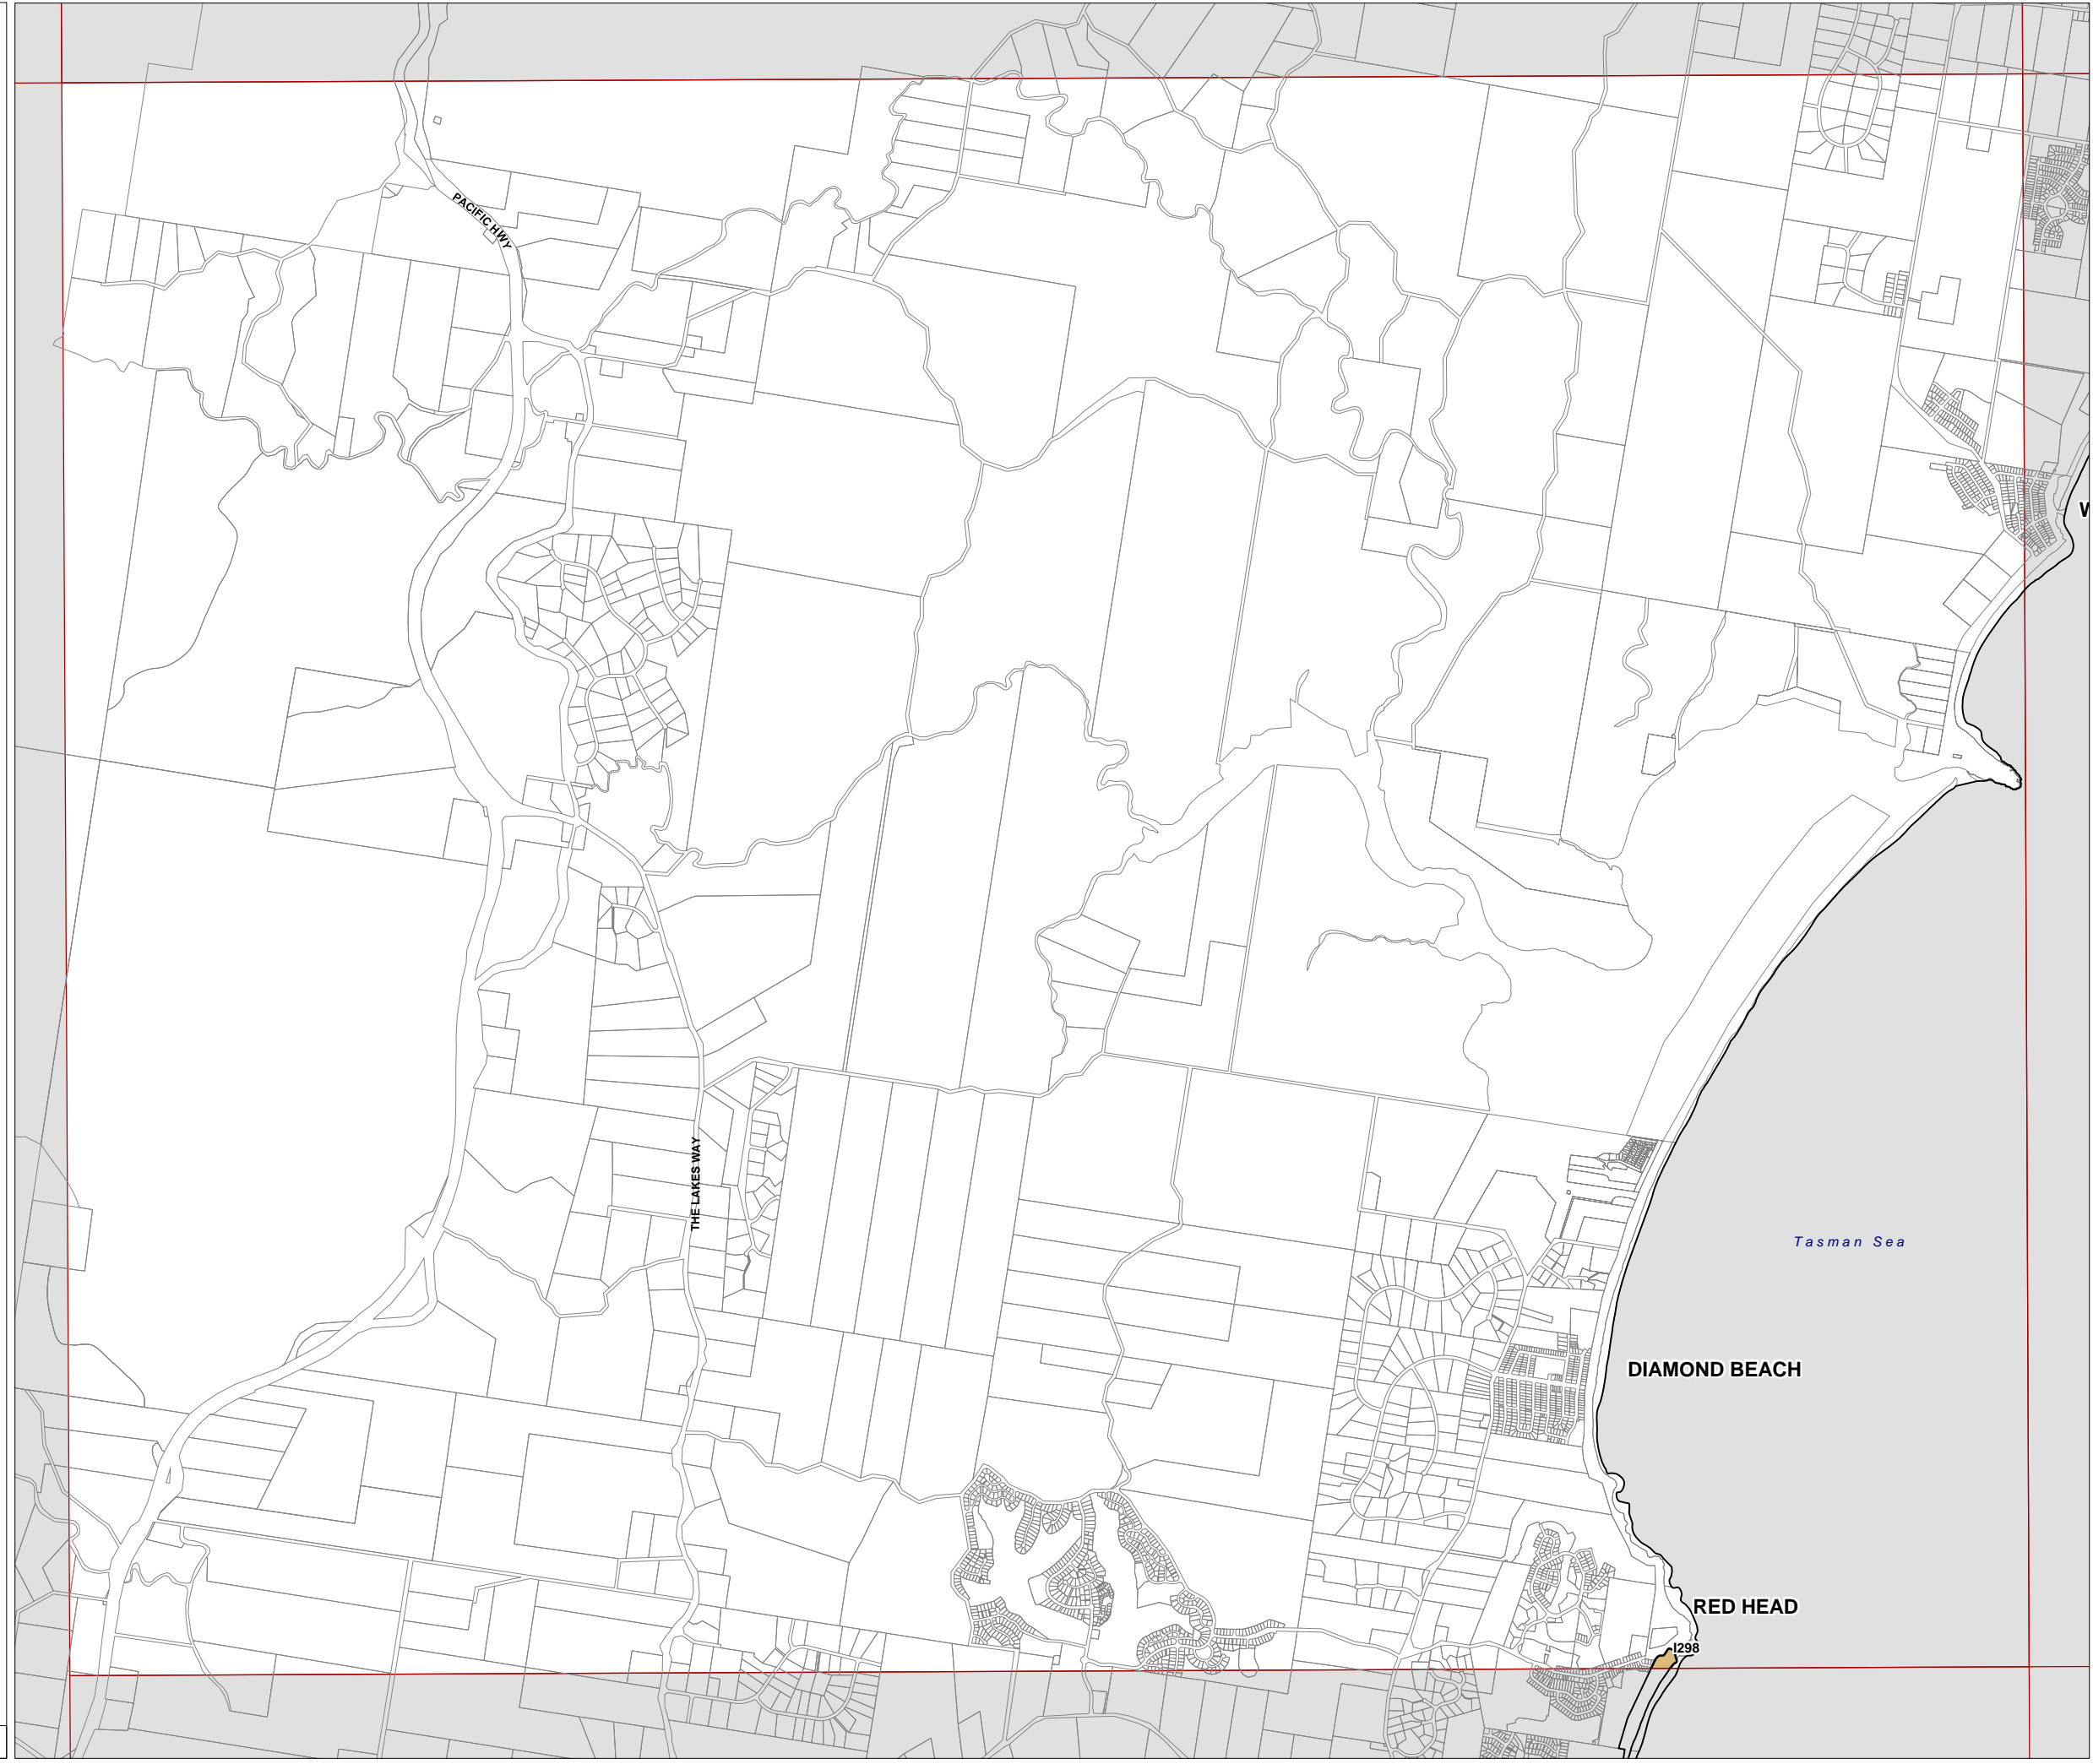 PACIFIC HWY
W
THE LAKES WAY
Tasman Sea
DIAMOND BEACH
RED HEAD
I298